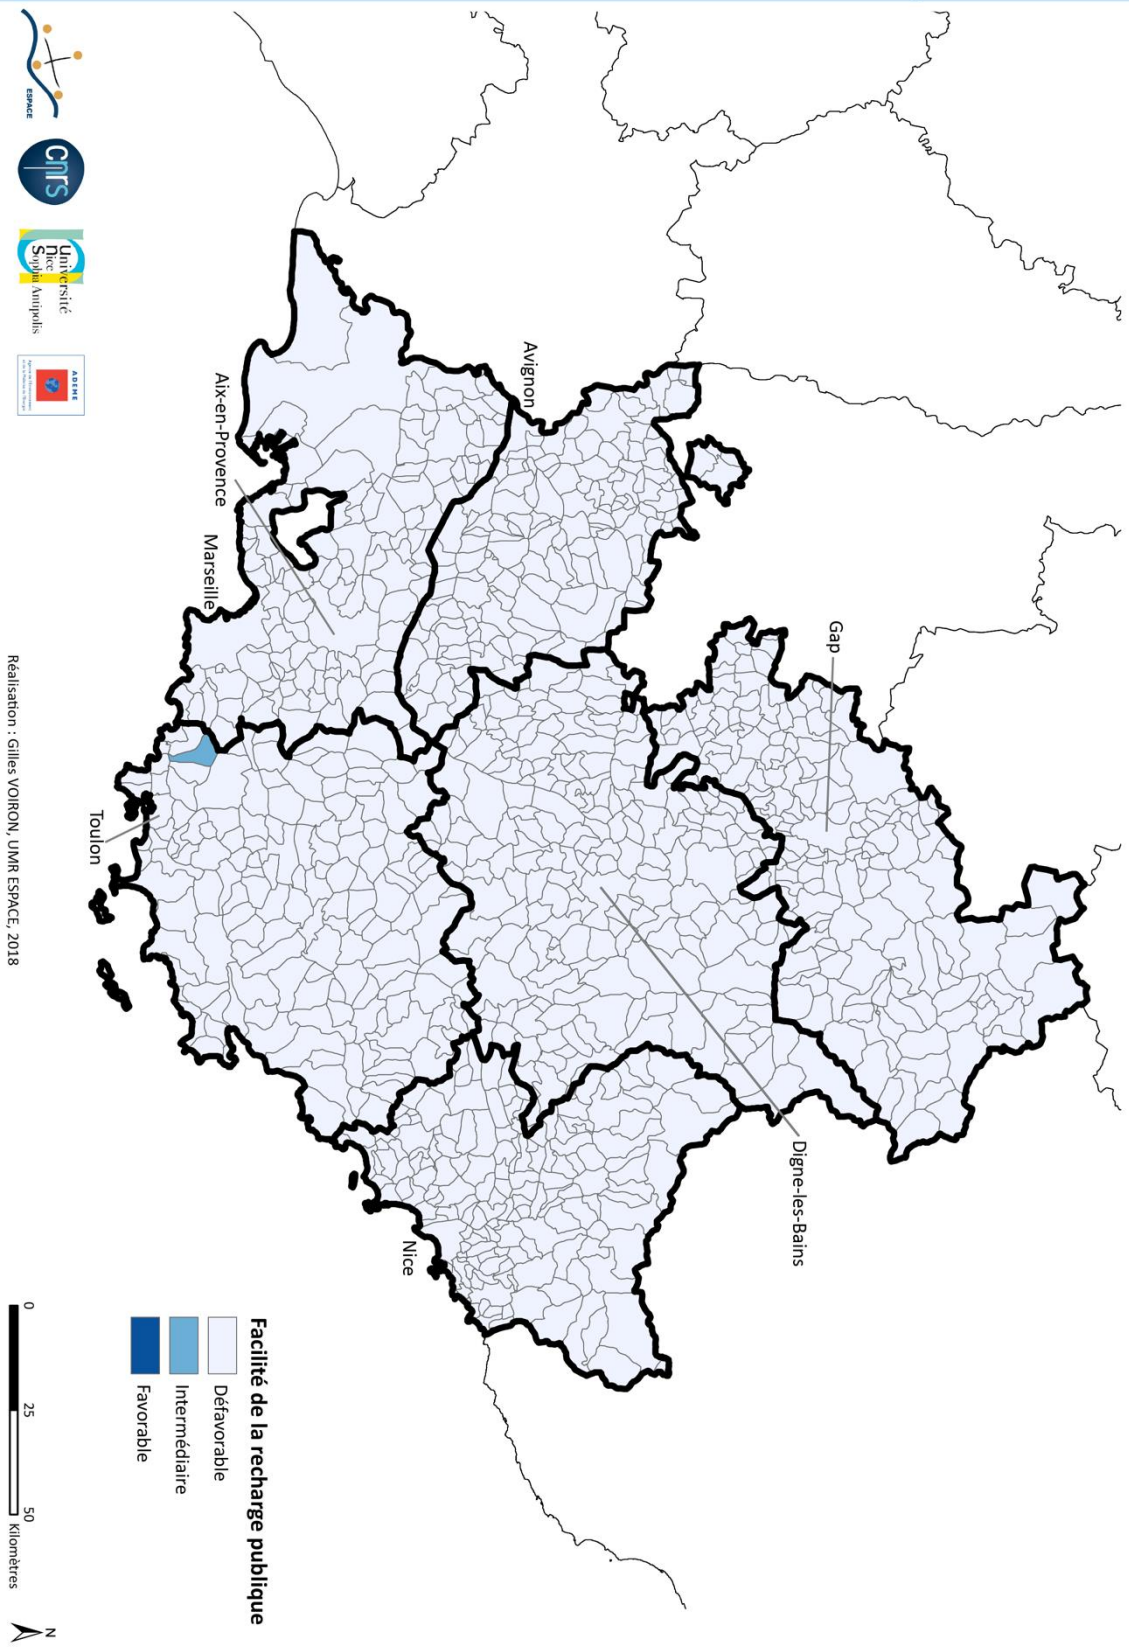 Gap
Digne-les-Bains
Avignon
Nice
Aix-en-Provence
Marseille
Toulon
Facilité de la recharge publique
Défavorable
Intermédiaire
Favorable
0 25 50 Kilomètres
N
ESPACE
cnrs
Université
nice
Sophia Antipolis
ADEME
Réalisation : Gilles VOIRON, UMR ESPACE, 2018